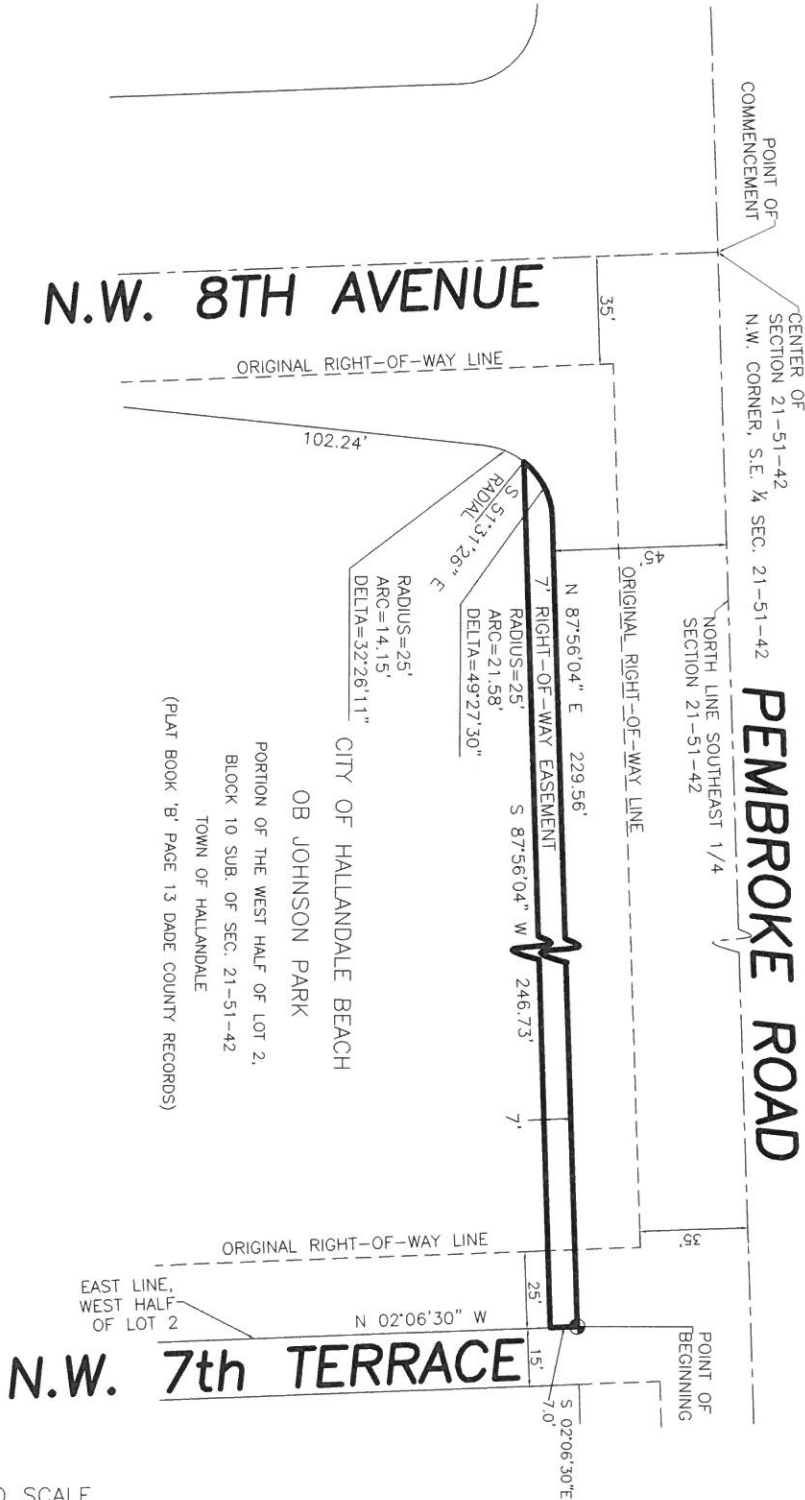 PEMBROKE ROAD
POINT OF
COMMENCEMENT
CENTER OF
SECTION 21-51-42
N.W. CORNER, S.E. ¼ SEC. 21-51-42
NORTH LINE SOUTHEAST 1/4
SECTION 21-51-42
N.W. 8TH AVENUE
35'
ORIGINAL RIGHT-OF-WAY LINE
102.24'
45'
ORIGINAL RIGHT-OF-WAY LINE
N 87°56'04" E 229.56'
7' RIGHT-OF-WAY EASEMENT
S 51°31'26" E
RADIAL
RADIUS=25'
ARC=21.58'
DELTA=49°27'30"
RADIUS=25'
ARC=14.15'
DELTA=32°26'11"
S 87°56'04" W 246.73'
7'
CITY OF HALLANDALE BEACH
OB JOHNSON PARK
PORTION OF THE WEST HALF OF LOT 2,
BLOCK 10 SUB. OF SEC. 21-51-42
TOWN OF HALLANDALE
(PLAT BOOK 'B' PAGE 13 DADE COUNTY RECORDS)
35'
ORIGINAL RIGHT-OF-WAY LINE
25'
15'
EAST LINE,
WEST HALF
OF LOT 2
N 02°06'30" W
POINT OF
BEGINNING
S 02°06'30"E
7.0'
N.W. 7th TERRACE
SCALE